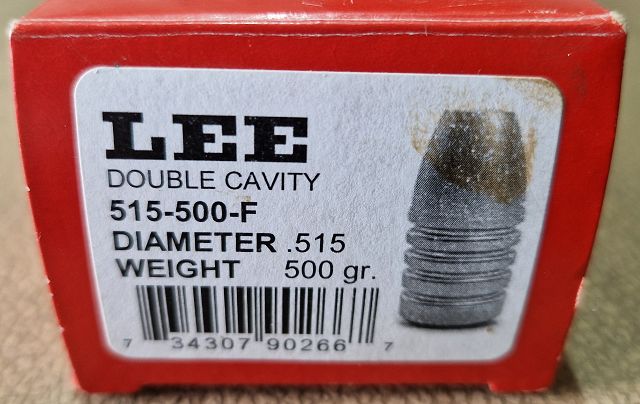 LEE
DOUBLE CAVITY
515-500-F
DIAMETER .515
WEIGHT 500 gr.
7 34307 90266 7